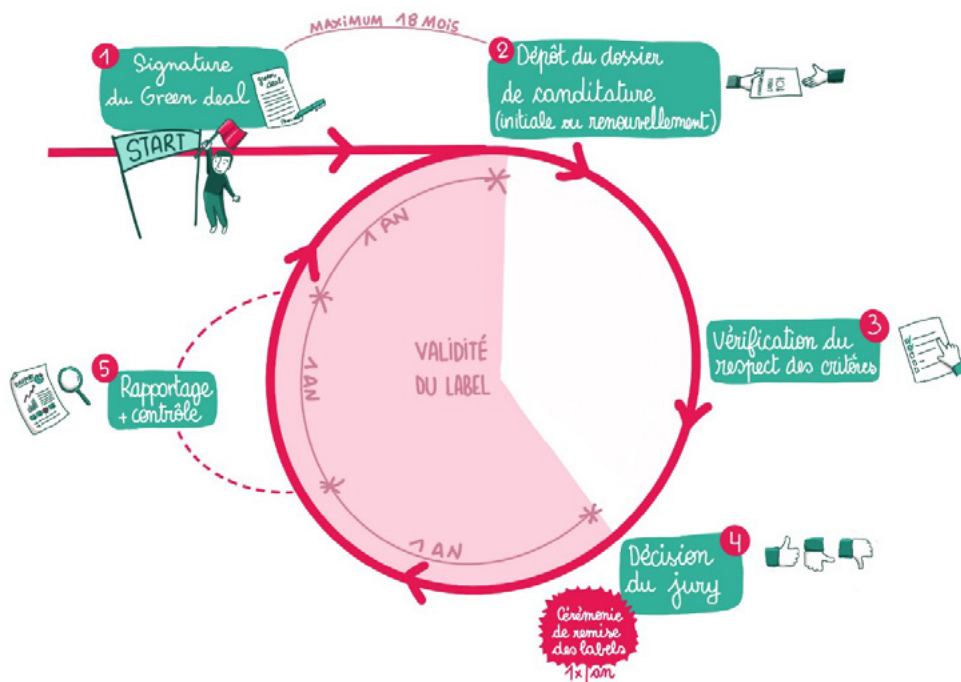 MAXIMUM 18 MOIS
1
Signature
du Green deal
green
deal
START
2
Dépôt du dossier
de canditature
(initiale ou renouvellement)
3
Vérification du
respect des critères
4
Décision
du jury
Cérémonie
de remise
des labels
1x/an
5
Rapportage
+ contrôle
1 AN
1 AN
1 AN
VALIDITÉ
DU LABEL